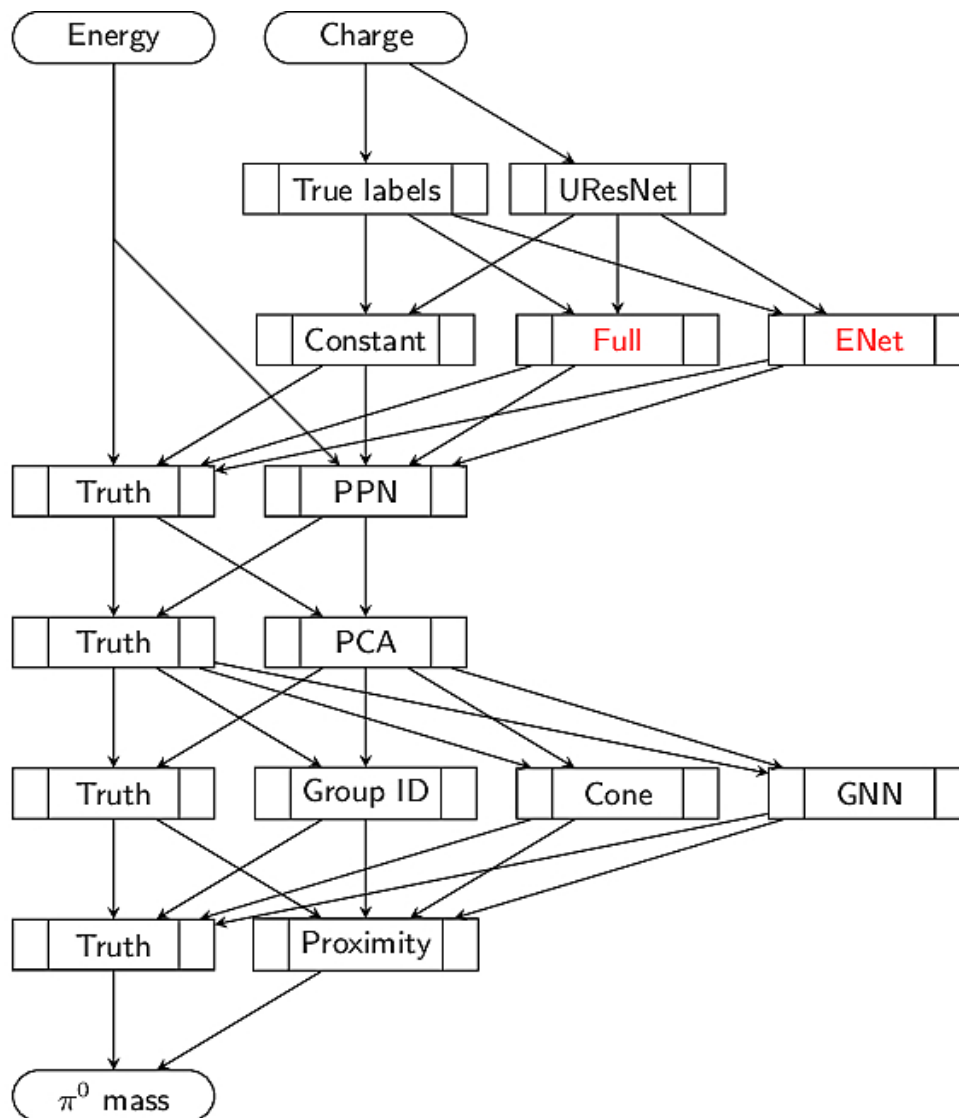 Energy
Charge
True labels
UResNet
Constant
Full
ENet
Truth
PPN
Truth
PCA
Truth
Group ID
Cone
GNN
Truth
Proximity
π⁰ mass